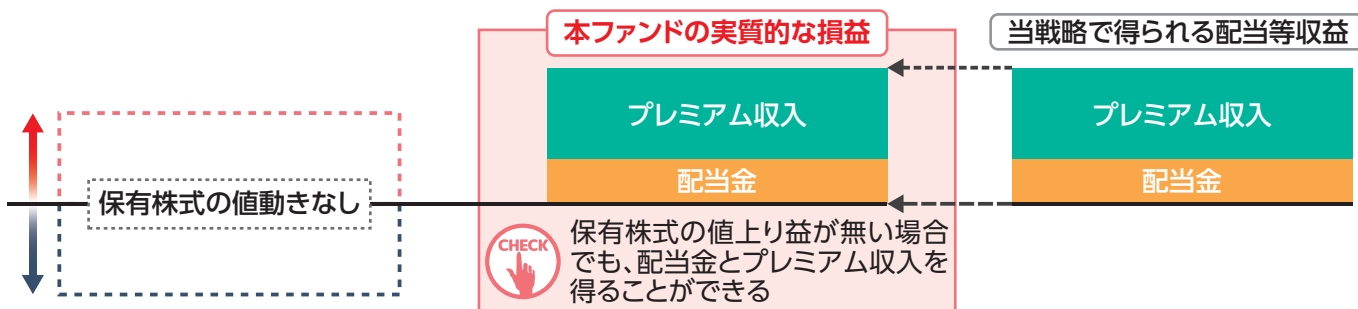 本ファンドの実質的な損益
当戦略で得られる配当等収益
プレミアム収入
プレミアム収入
配当金
配当金
保有株式の値動きなし
CHECK
保有株式の値上り益が無い場合
でも、配当金とプレミアム収入を
得ることができる